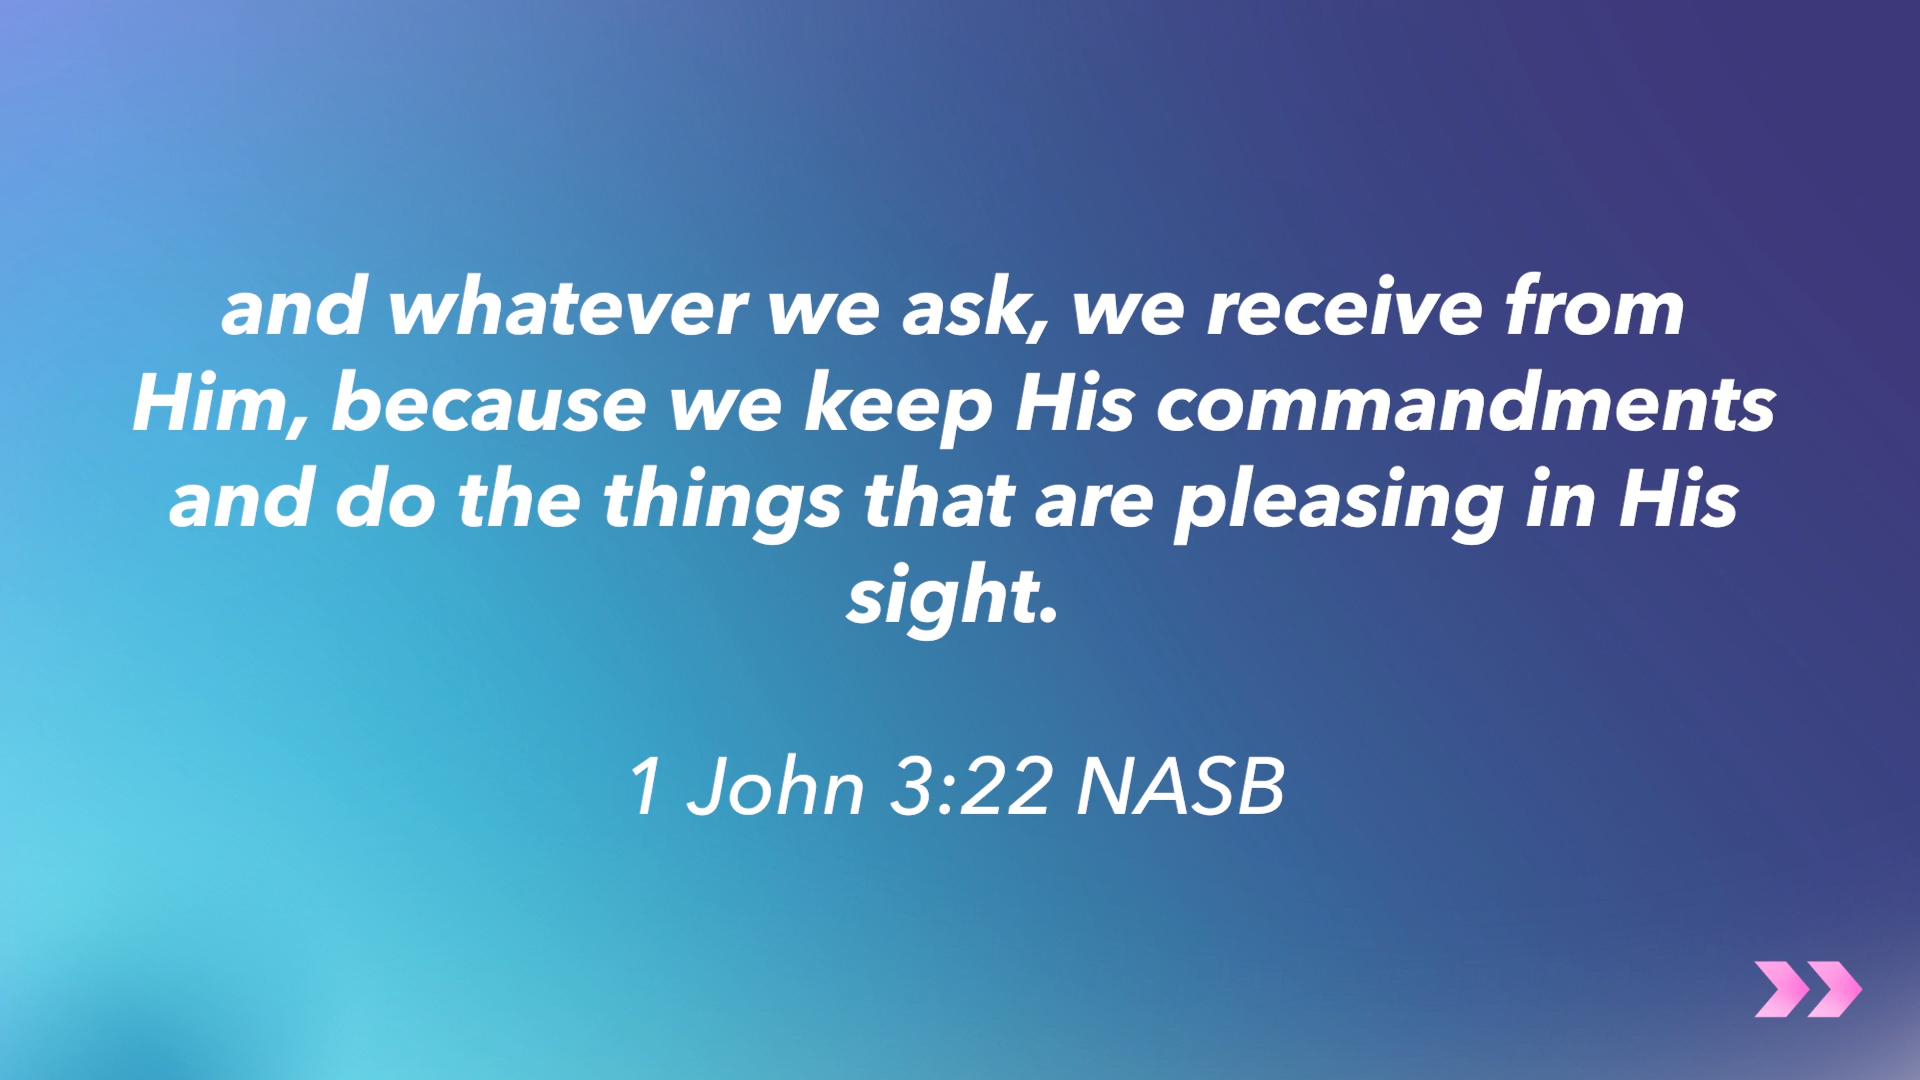 and whatever we ask, we receive from
Him, because we keep His commandments
and do the things that are pleasing in His
sight.
1 John 3:22 NASB